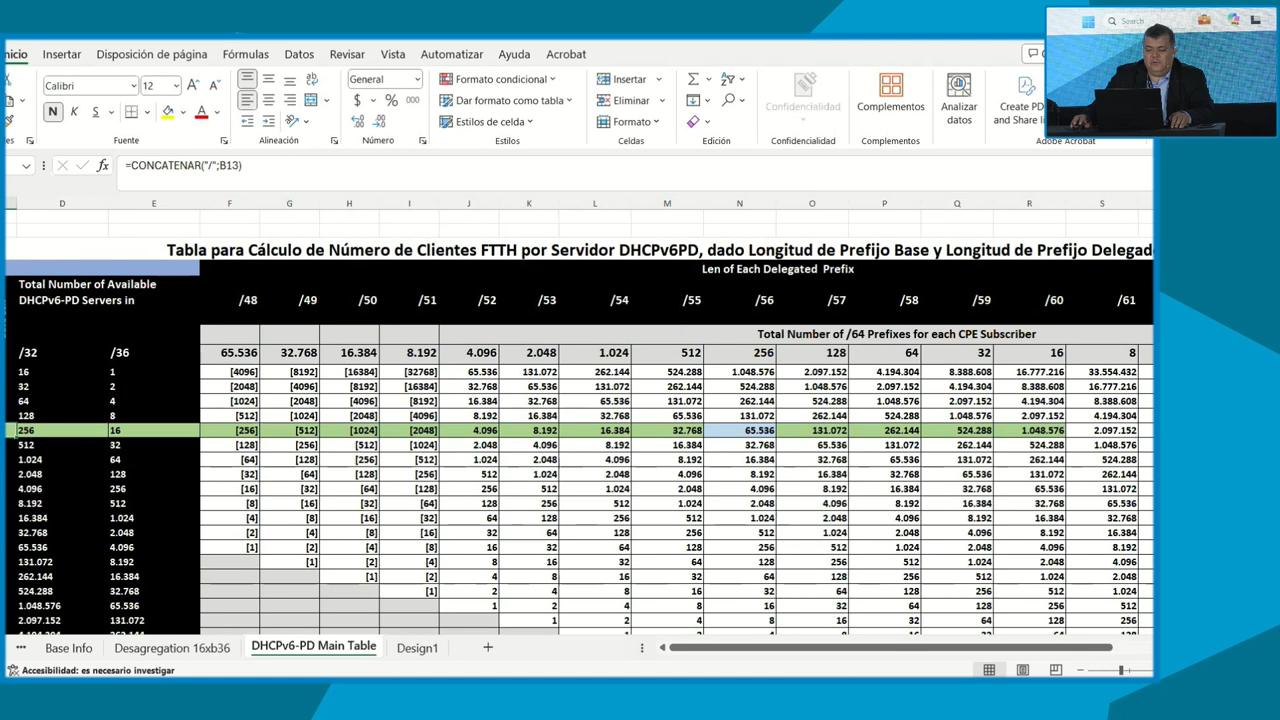 Search
Inicio Insertar Disposición de página Fórmulas Datos Revisar Vista Automatizar Ayuda Acrobat
Calibri 12 General Formato condicional Insertar
N K S $ % 000 Dar formato como tabla Eliminar Confidencialidad Complementos Analizar datos Create PD and Share li
Estilos de celda Formato
Fuente Alineación Número Estilos Celdas Confidencialidad Complementos Adobe Acrobat
fx =CONCATENAR("/";B13)
D E F G H I J K L M N O P Q R S
Tabla para Cálculo de Número de Clientes FTTH por Servidor DHCPv6PD, dado Longitud de Prefijo Base y Longitud de Prefijo Delegado
Len of Each Delegated Prefix
Total Number of Available
DHCPv6-PD Servers in
/48 /49 /50 /51 /52 /53 /54 /55 /56 /57 /58 /59 /60 /61
Total Number of /64 Prefixes for each CPE Subscriber
/32 /36 65.536 32.768 16.384 8.192 4.096 2.048 1.024 512 256 128 64 32 16 8
16 1 [4096] [8192] [16384] [32768] 65.536 131.072 262.144 524.288 1.048.576 2.097.152 4.194.304 8.388.608 16.777.216 33.554.432
32 2 [2048] [4096] [8192] [16384] 32.768 65.536 131.072 262.144 524.288 1.048.576 2.097.152 4.194.304 8.388.608 16.777.216
64 4 [1024] [2048] [4096] [8192] 16.384 32.768 65.536 131.072 262.144 524.288 1.048.576 2.097.152 4.194.304 8.388.608
128 8 [512] [1024] [2048] [4096] 8.192 16.384 32.768 65.536 131.072 262.144 524.288 1.048.576 2.097.152 4.194.304
256 16 [256] [512] [1024] [2048] 4.096 8.192 16.384 32.768 65.536 131.072 262.144 524.288 1.048.576 2.097.152
512 32 [128] [256] [512] [1024] 2.048 4.096 8.192 16.384 32.768 65.536 131.072 262.144 524.288 1.048.576
1.024 64 [64] [128] [256] [512] 1.024 2.048 4.096 8.192 16.384 32.768 65.536 131.072 262.144 524.288
2.048 128 [32] [64] [128] [256] 512 1.024 2.048 4.096 8.192 16.384 32.768 65.536 131.072 262.144
4.096 256 [16] [32] [64] [128] 256 512 1.024 2.048 4.096 8.192 16.384 32.768 65.536 131.072
8.192 512 [8] [16] [32] [64] 128 256 512 1.024 2.048 4.096 8.192 16.384 32.768 65.536
16.384 1.024 [4] [8] [16] [32] 64 128 256 512 1.024 2.048 4.096 8.192 16.384 32.768
32.768 2.048 [2] [4] [8] [16] 32 64 128 256 512 1.024 2.048 4.096 8.192 16.384
65.536 4.096 [1] [2] [4] [8] 16 32 64 128 256 512 1.024 2.048 4.096 8.192
131.072 8.192 [1] [2] [4] 8 16 32 64 128 256 512 1.024 2.048 4.096
262.144 16.384 [1] [2] 4 8 16 32 64 128 256 512 1.024 2.048
524.288 32.768 [1] 2 4 8 16 32 64 128 256 512 1.024
1.048.576 65.536 1 2 4 8 16 32 64 128 256 512
2.097.152 131.072 1 2 4 8 16 32 64 128 256
Base Info Desagregation 16xb36 DHCPv6-PD Main Table Design1
Accesibilidad: es necesario investigar